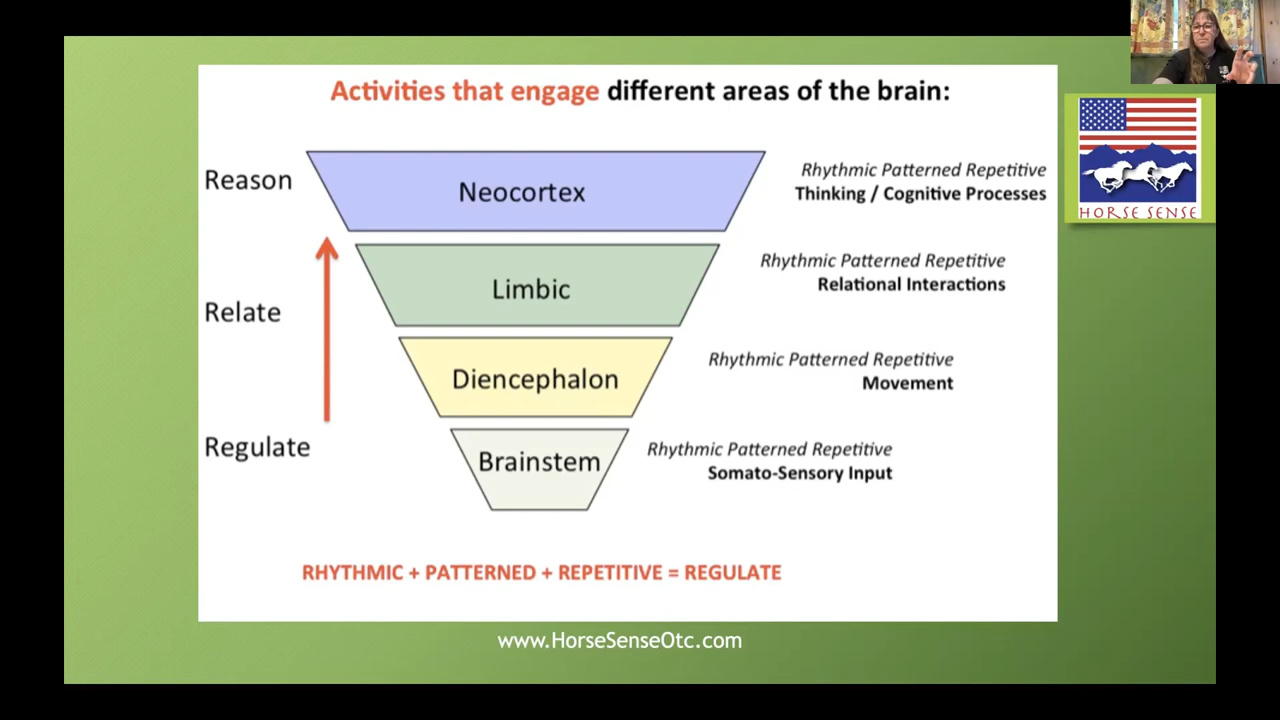 Activities that engage different areas of the brain:
Reason
Neocortex
Rhythmic Patterned Repetitive
Thinking / Cognitive Processes
HORSE SENSE
Limbic
Rhythmic Patterned Repetitive
Relational Interactions
Relate
Diencephalon
Rhythmic Patterned Repetitive
Movement
Regulate
Brainstem
Rhythmic Patterned Repetitive
Somato-Sensory Input
RHYTHMIC + PATTERNED + REPETITIVE = REGULATE
www.HorseSenseOtc.com